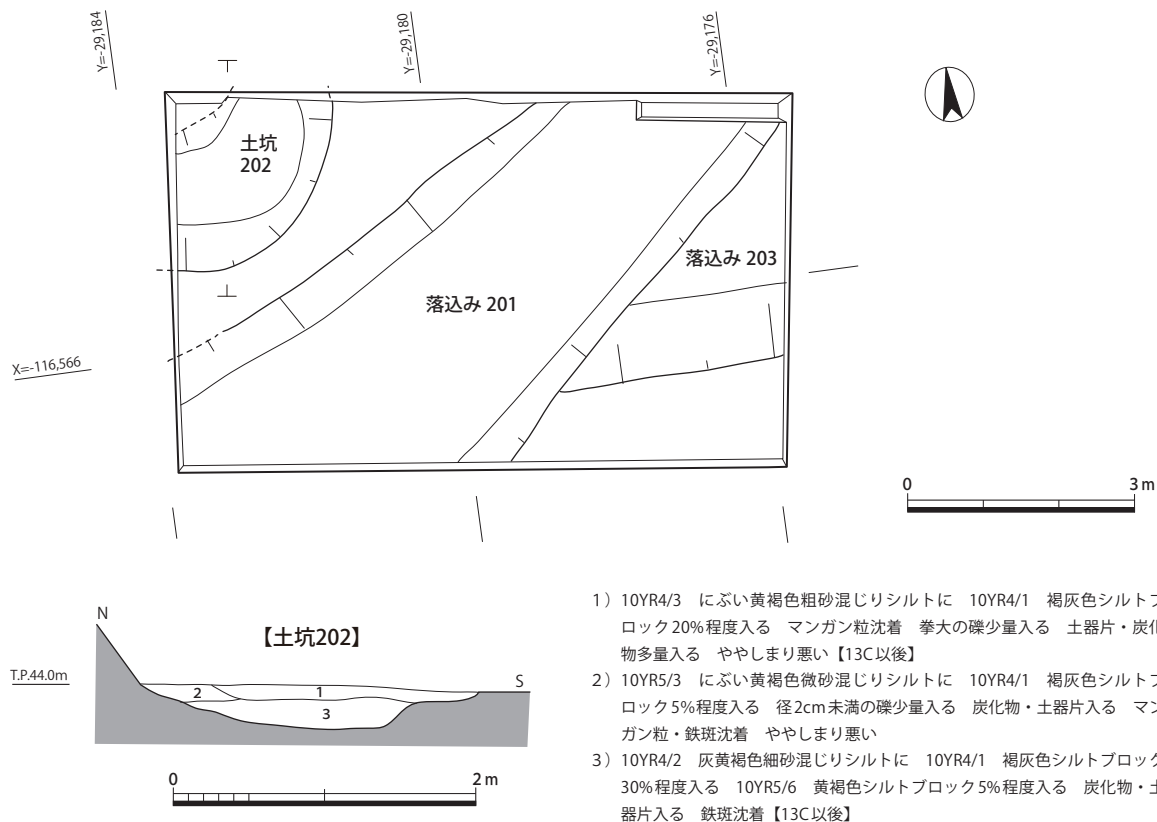 Y=-29,184
Y=-29,180
Y=-29,176
土坑
202
落込み 203
落込み 201
X=-116,566
0 3 m
N
【土坑202】
T.P.44.0m
S
2
1
3
0 2 m
1）10YR4/3　にぶい黄褐色粗砂混じりシルトに　10YR4/1　褐灰色シルトブ
ロック20%程度入る　マンガン粒沈着　拳大の礫少量入る　土器片・炭化
物多量入る　ややしまり悪い【13C以後】
2）10YR5/3　にぶい黄褐色微砂混じりシルトに　10YR4/1　褐灰色シルトブ
ロック5%程度入る　径2cm未満の礫少量入る　炭化物・土器片入る　マン
ガン粒・鉄斑沈着　ややしまり悪い
3）10YR4/2　灰黄褐色細砂混じりシルトに　10YR4/1　褐灰色シルトブロック
30%程度入る　10YR5/6　黄褐色シルトブロック5%程度入る　炭化物・土
器片入る　鉄斑沈着【13C以後】